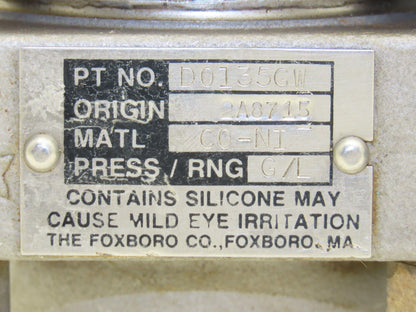 PT NO. D0135GW
ORIGIN 2A8715
MATL CO-NI
PRESS/RNG G/L
CONTAINS SILICONE MAY
CAUSE MILD EYE IRRITATION
THE FOXBORO CO., FOXBORO. MA